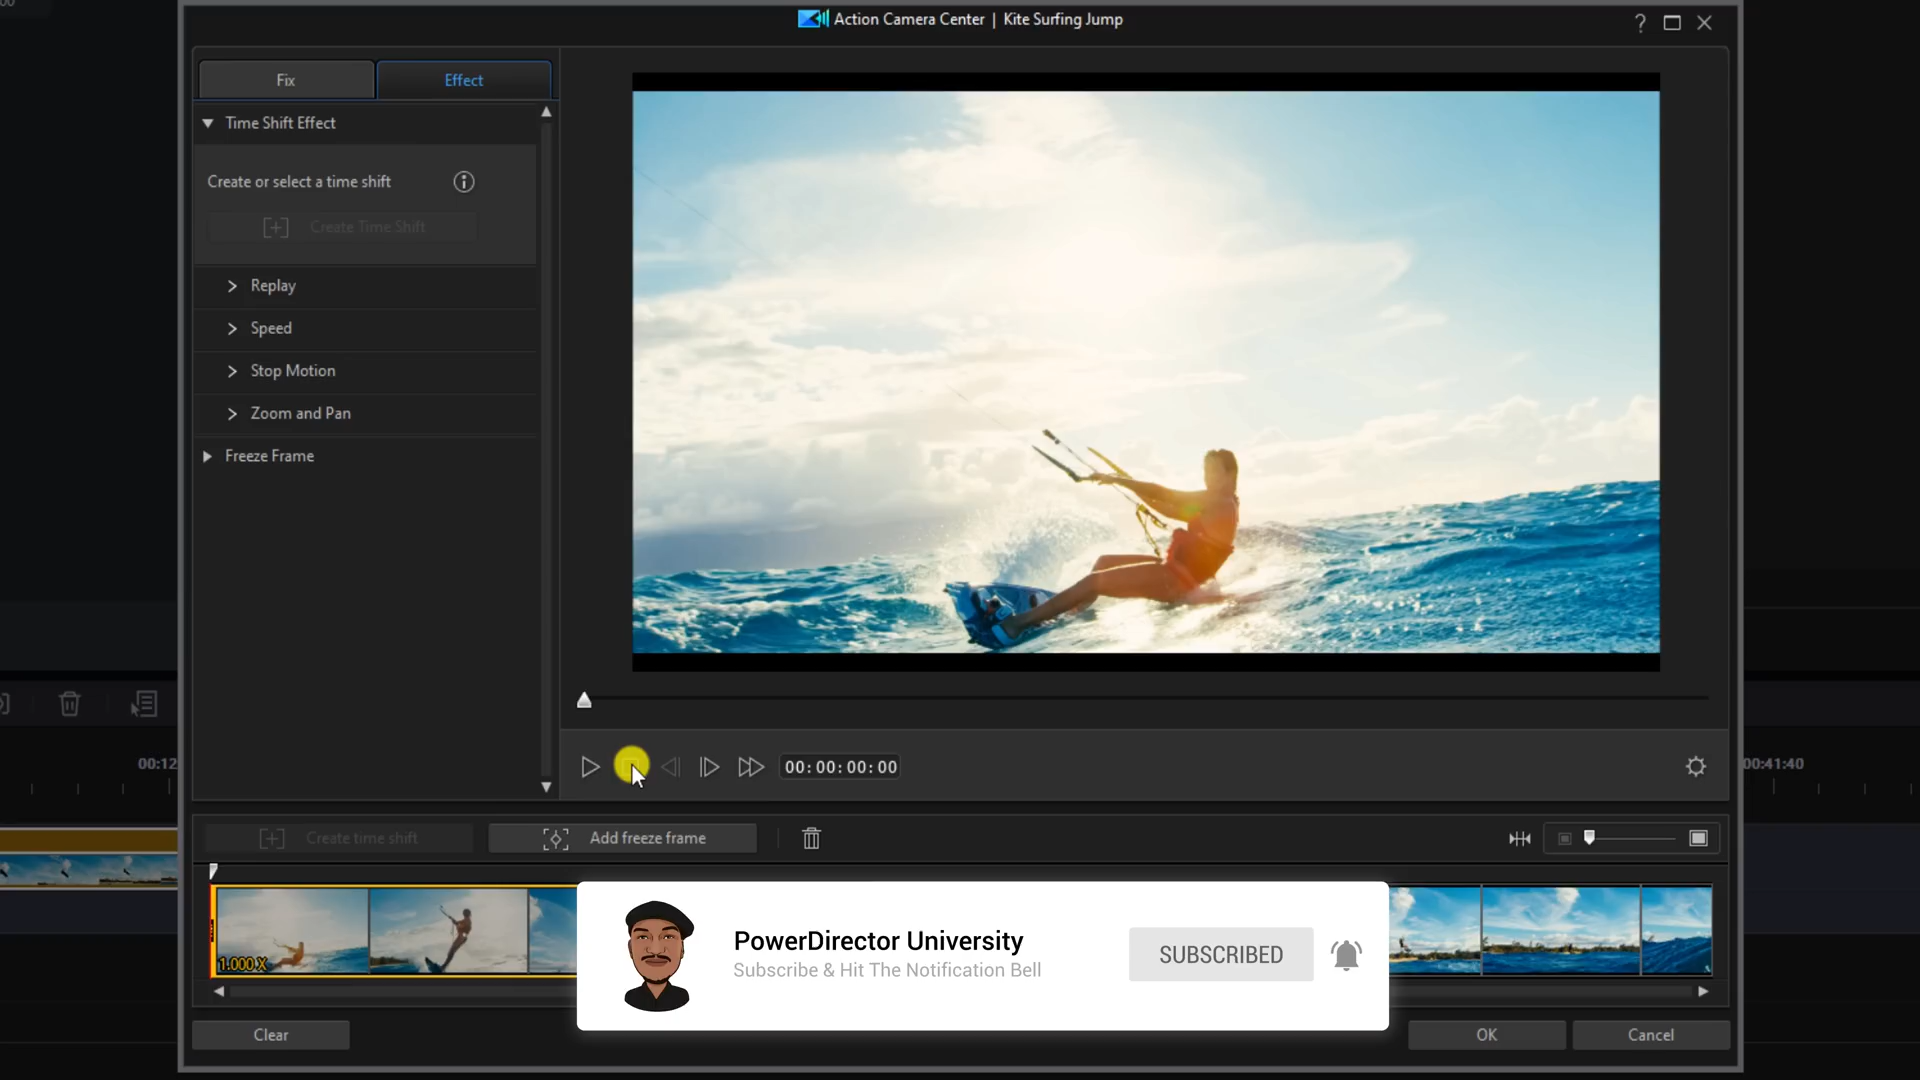 Action Camera Center | Kite Surfing Jump
?
Fix
Effect
Time Shift Effect
Create or select a time shift
Create Time Shift
Replay
Speed
Stop Motion
Zoom and Pan
Freeze Frame
00:12
00:00:00:00
00:41:40
Create time shift
Add freeze frame
1.000 X
PowerDirector University
Subscribe & Hit The Notification Bell
SUBSCRIBED
Clear
OK
Cancel